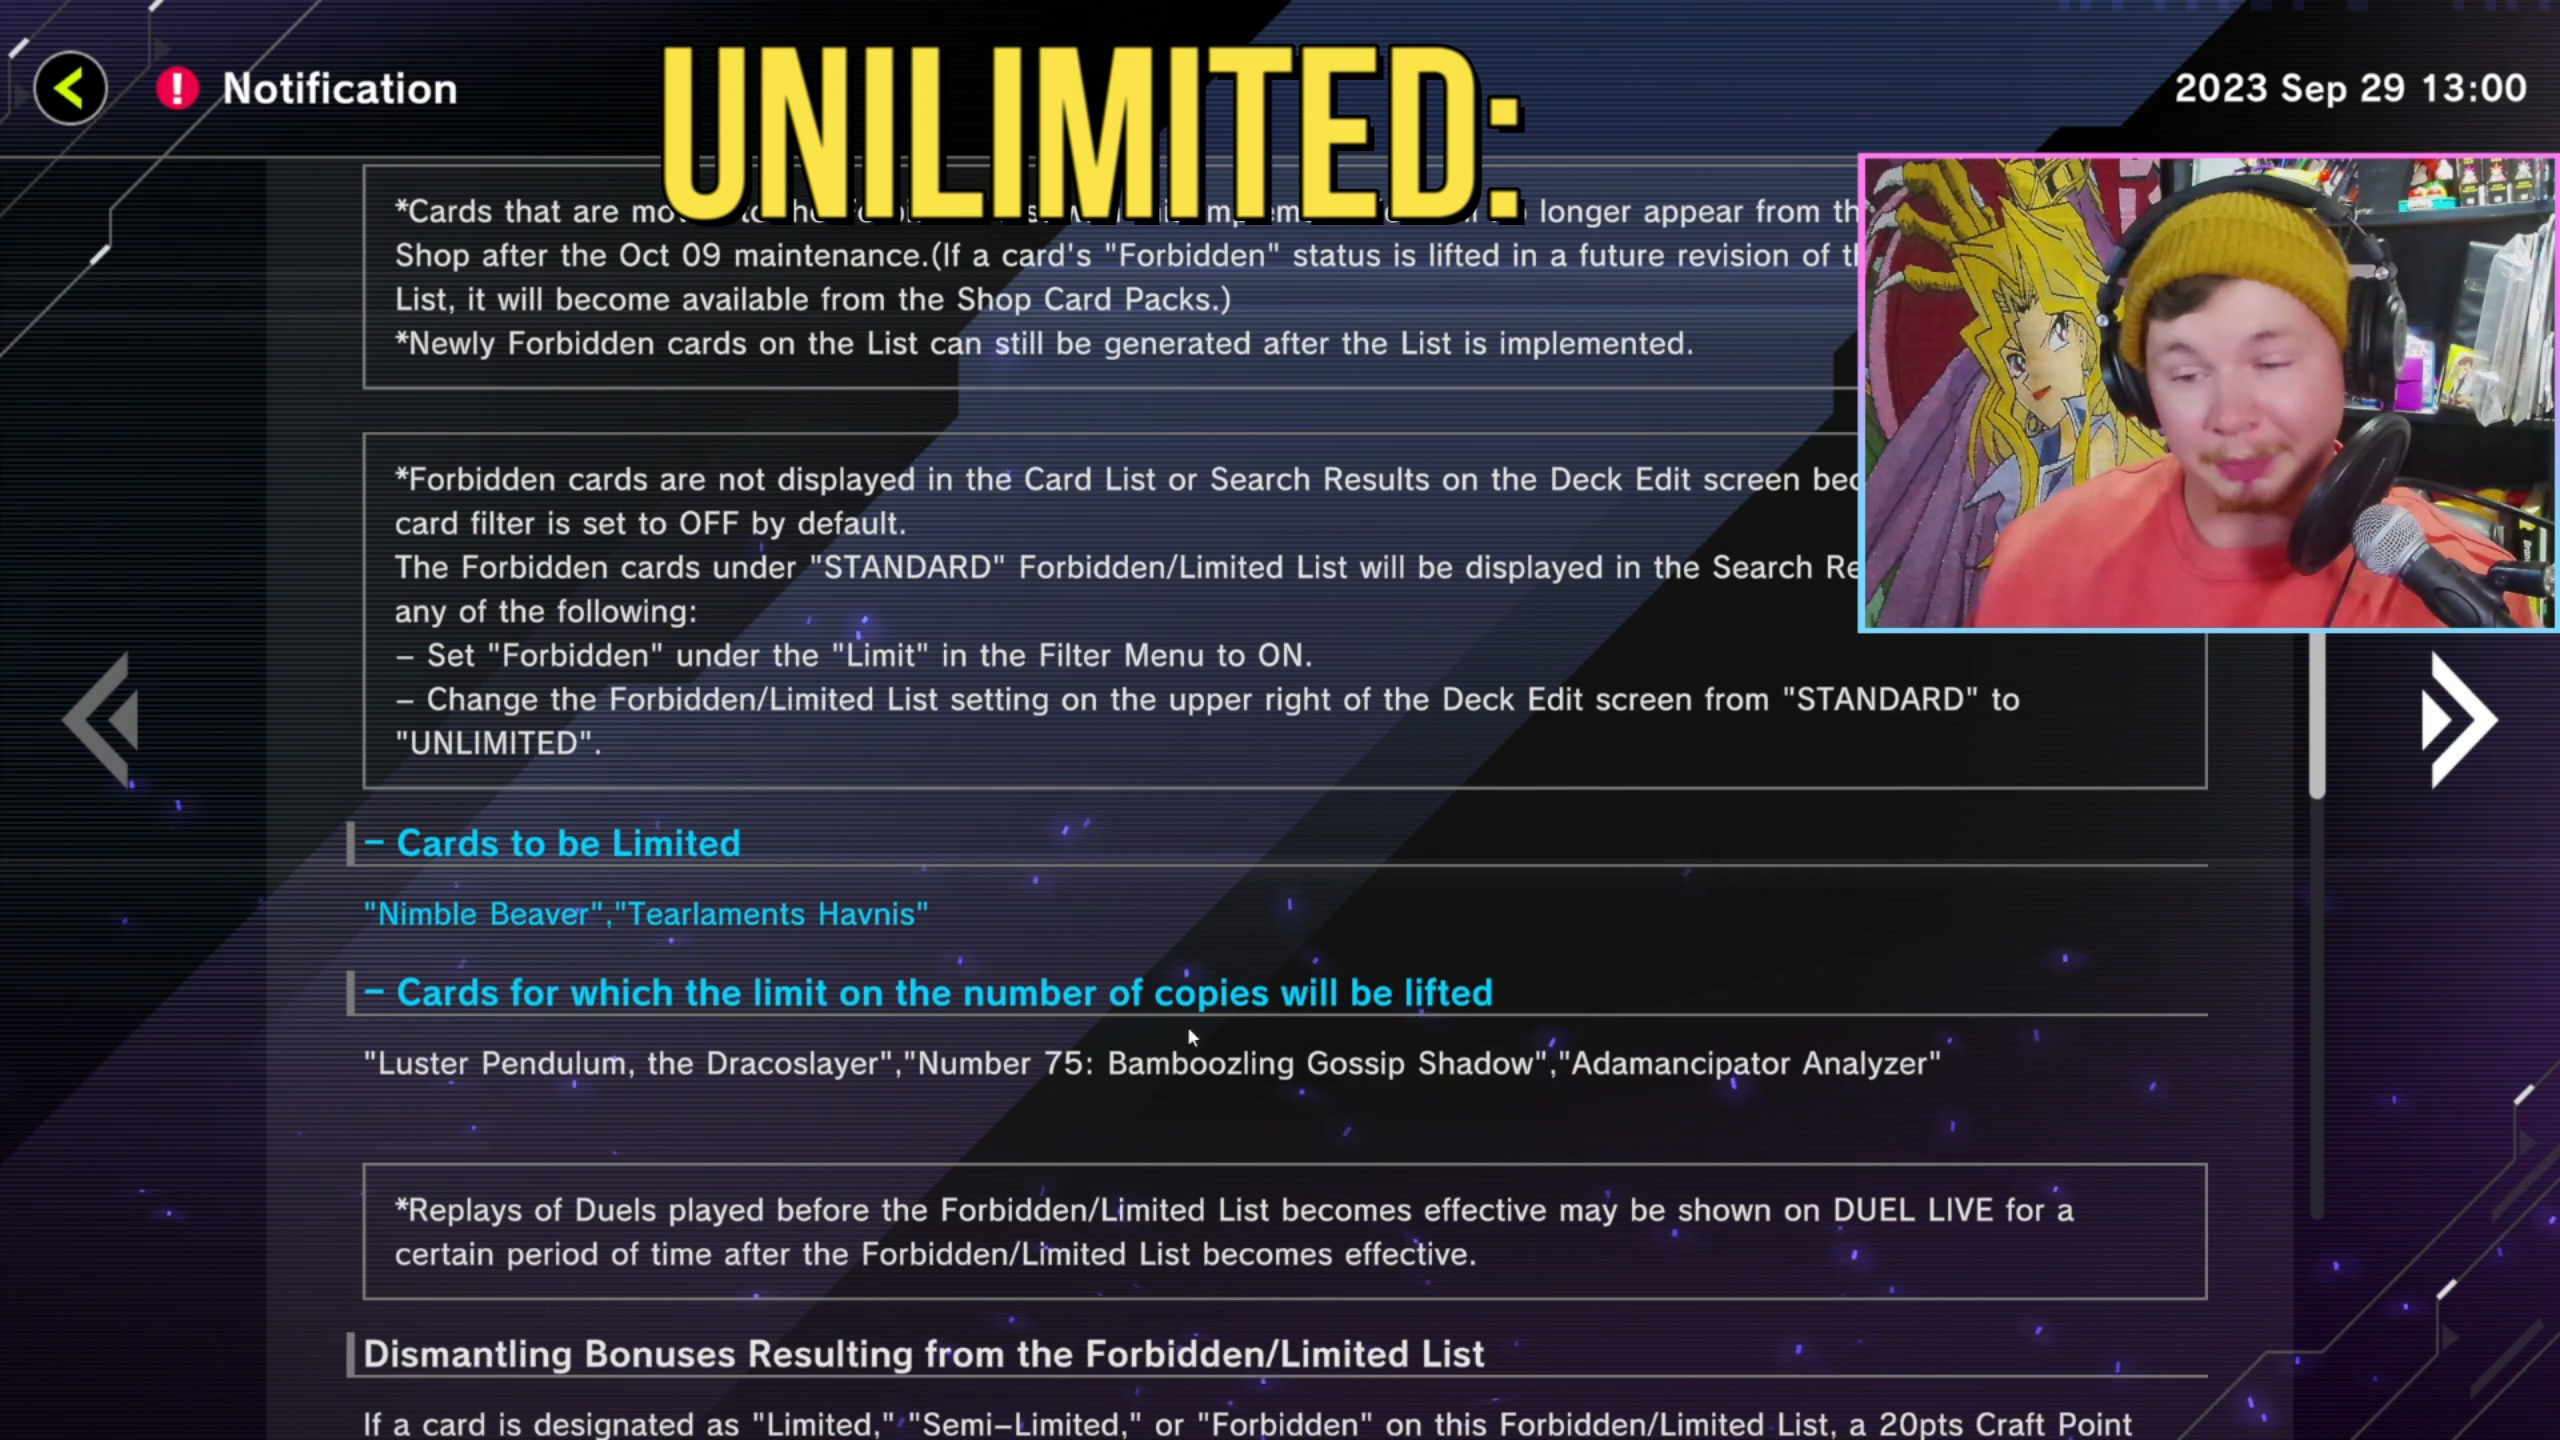 UNILIMITED:
Notification
2023 Sep 29 13:00
*Cards that are longer appear from
Shop after the Oct 09 maintenance.(If a card's "Forbidden" status is lifted in a future revision of
List, it will become available from the Shop Card Packs.)
*Newly Forbidden cards on the List can still be generated after the List is implemented.
*Forbidden cards are not displayed in the Card List or Search Results on the Deck Edit screen
card filter is set to OFF by default.
The Forbidden cards under "STANDARD" Forbidden/Limited List will be displayed in the Search
any of the following:
– Set "Forbidden" under the "Limit" in the Filter Menu to ON.
– Change the Forbidden/Limited List setting on the upper right of the Deck Edit screen from "STANDARD" to
"UNLIMITED".
– Cards to be Limited
"Nimble Beaver","Tearlaments Havnis"
– Cards for which the limit on the number of copies will be lifted
"Luster Pendulum, the Dracoslayer","Number 75: Bamboozling Gossip Shadow","Adamancipator Analyzer"
*Replays of Duels played before the Forbidden/Limited List becomes effective may be shown on DUEL LIVE for a
certain period of time after the Forbidden/Limited List becomes effective.
Dismantling Bonuses Resulting from the Forbidden/Limited List
If a card is designated as "Limited," "Semi–Limited," or "Forbidden" on this Forbidden/Limited List, a 20pts Craft Point